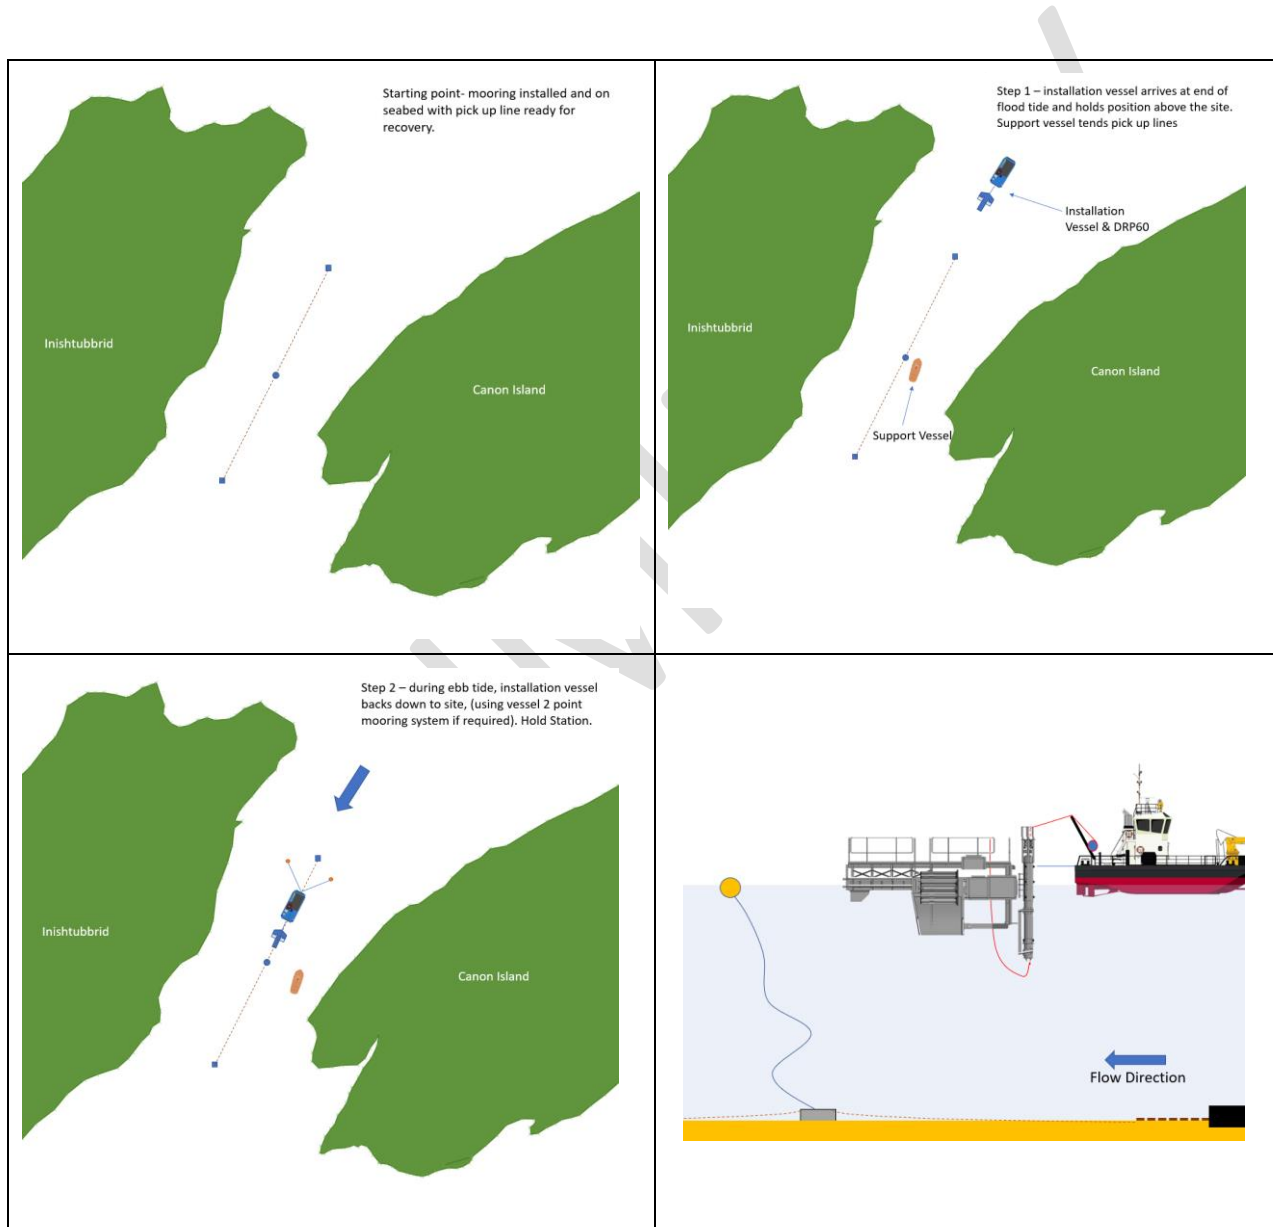 Starting point- mooring installed and on
seabed with pick up line ready for
recovery.
Inishtubbrid
Canon Island
Step 1 – installation vessel arrives at end of
flood tide and holds position above the site.
Support vessel tends pick up lines
Installation
Vessel & DRP60
Inishtubbrid
Canon Island
Support Vessel
Step 2 – during ebb tide, installation vessel
backs down to site, (using vessel 2 point
mooring system if required). Hold Station.
Inishtubbrid
Canon Island
Flow Direction